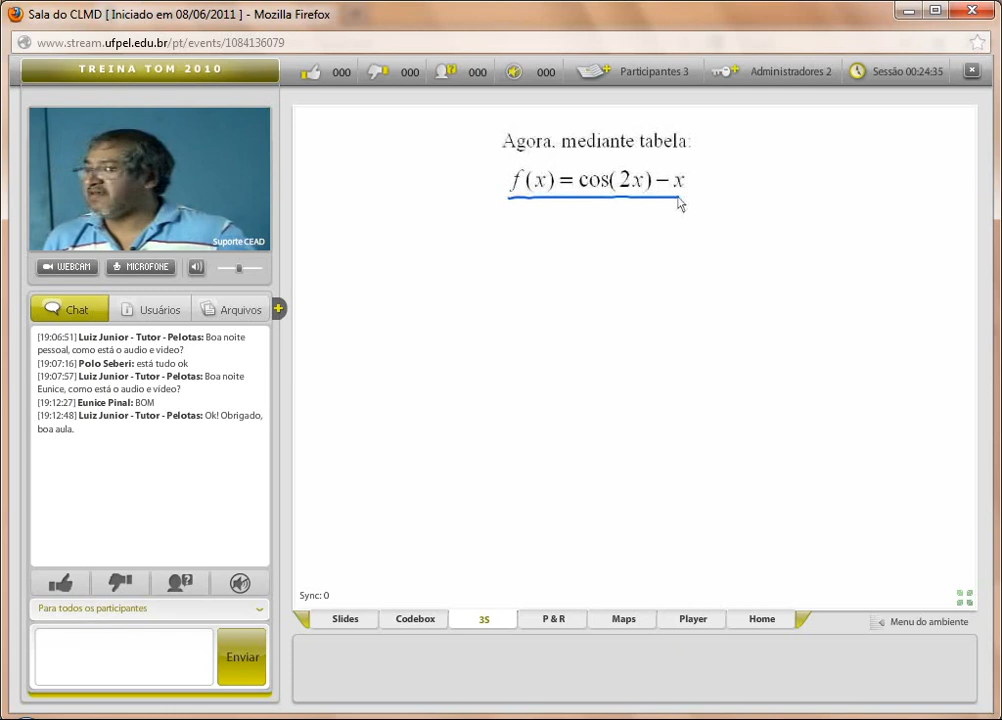 Sala do CLMD [ Iniciado em 08/06/2011 ] - Mozilla Firefox
www.stream.ufpel.edu.br/pt/events/1084136079
TREINA TOM 2010
000
000
000
000
Participantes 3
Administradores 2
Sessão 00:24:35
Suporte CEAD
WEBCAM
MICROFONE
Chat
Usuários
Arquivos
[19:06:51] Luiz Junior - Tutor - Pelotas: Boa noite
pessoal, como está o audio e video?
[19:07:16] Polo Seberi: está tudo ok
[19:07:57] Luiz Junior - Tutor - Pelotas: Boa noite
Eunice, como está o audio e vídeo?
[19:12:27] Eunice Pinal: BOM
[19:12:48] Luiz Junior - Tutor - Pelotas: Ok! Obrigado,
boa aula.
Para todos os participantes
Enviar
Agora, mediante tabela:
f(x) = cos(2x) − x
Sync: 0
Slides
Codebox
35
P & R
Maps
Player
Home
Menu do ambiente